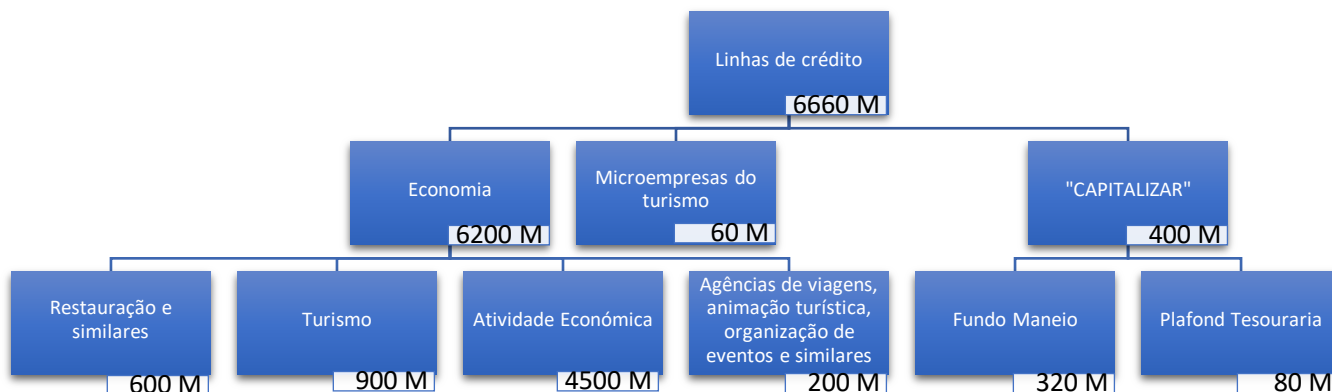 Linhas de crédito
6660 M
Economia
6200 M
Microempresas do
turismo
60 M
"CAPITALIZAR"
400 M
Restauração e
similares
600 M
Turismo
900 M
Atividade Económica
4500 M
Agências de viagens,
animação turística,
organização de
eventos e similares
200 M
Fundo Maneio
320 M
Plafond Tesouraria
80 M